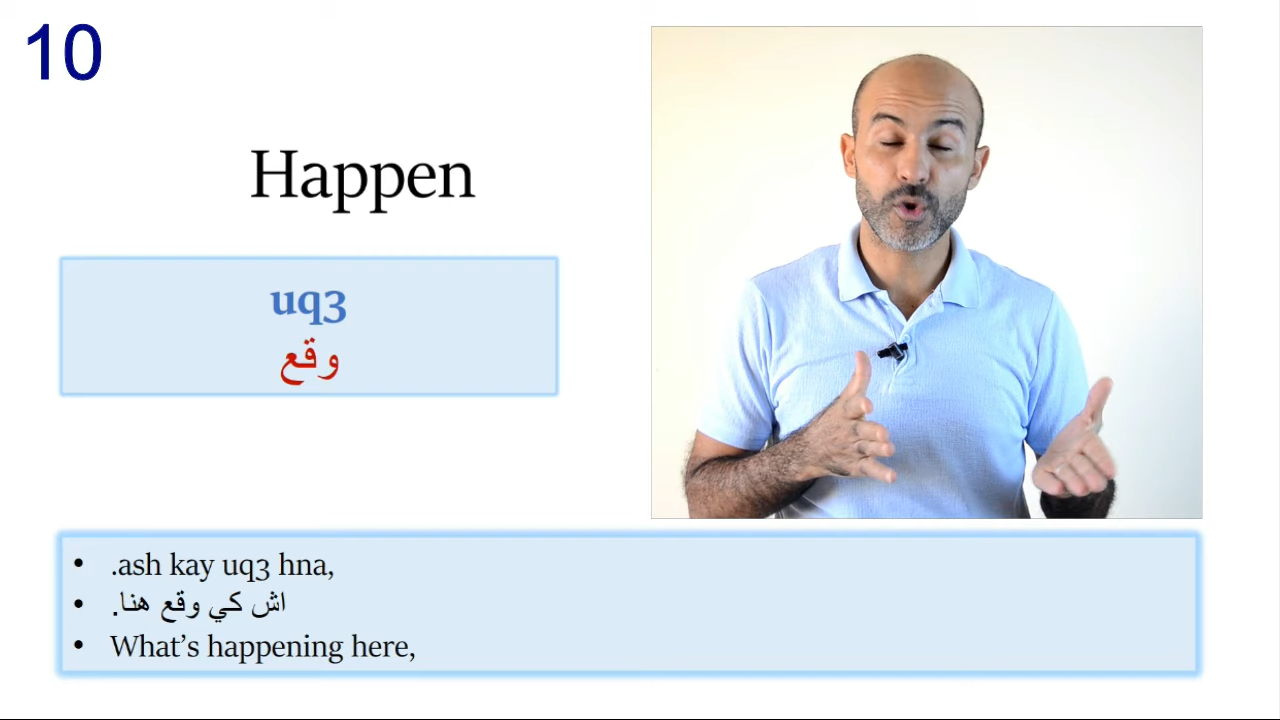 10
Happen
uq3
وقع
• .ash kay uq3 hna,
• اش كي وقع هنا.
• What’s happening here,